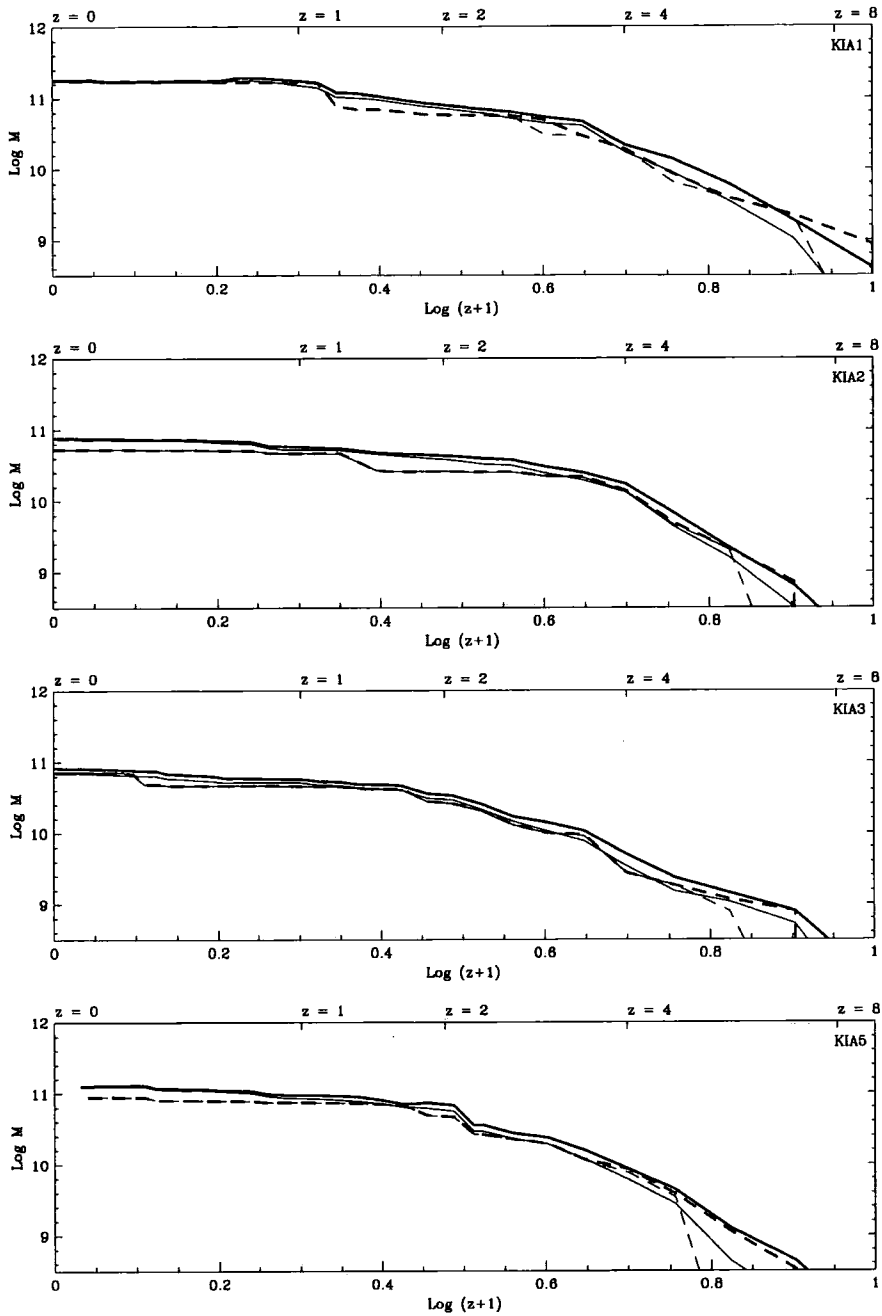 z = 0 z = 1 z = 2 z = 4 z = 8
KIA1
12
11
10
9
Log M
0 0.2 0.4 0.6 0.8 1
Log (z+1)
z = 0 z = 1 z = 2 z = 4 z = 8
KIA2
12
11
10
9
Log M
0 0.2 0.4 0.6 0.8 1
Log (z+1)
z = 0 z = 1 z = 2 z = 4 z = 8
KIA3
12
11
10
9
Log M
0 0.2 0.4 0.6 0.8 1
Log (z+1)
z = 0 z = 1 z = 2 z = 4 z = 8
KIA5
12
11
10
9
Log M
0 0.2 0.4 0.6 0.8 1
Log (z+1)